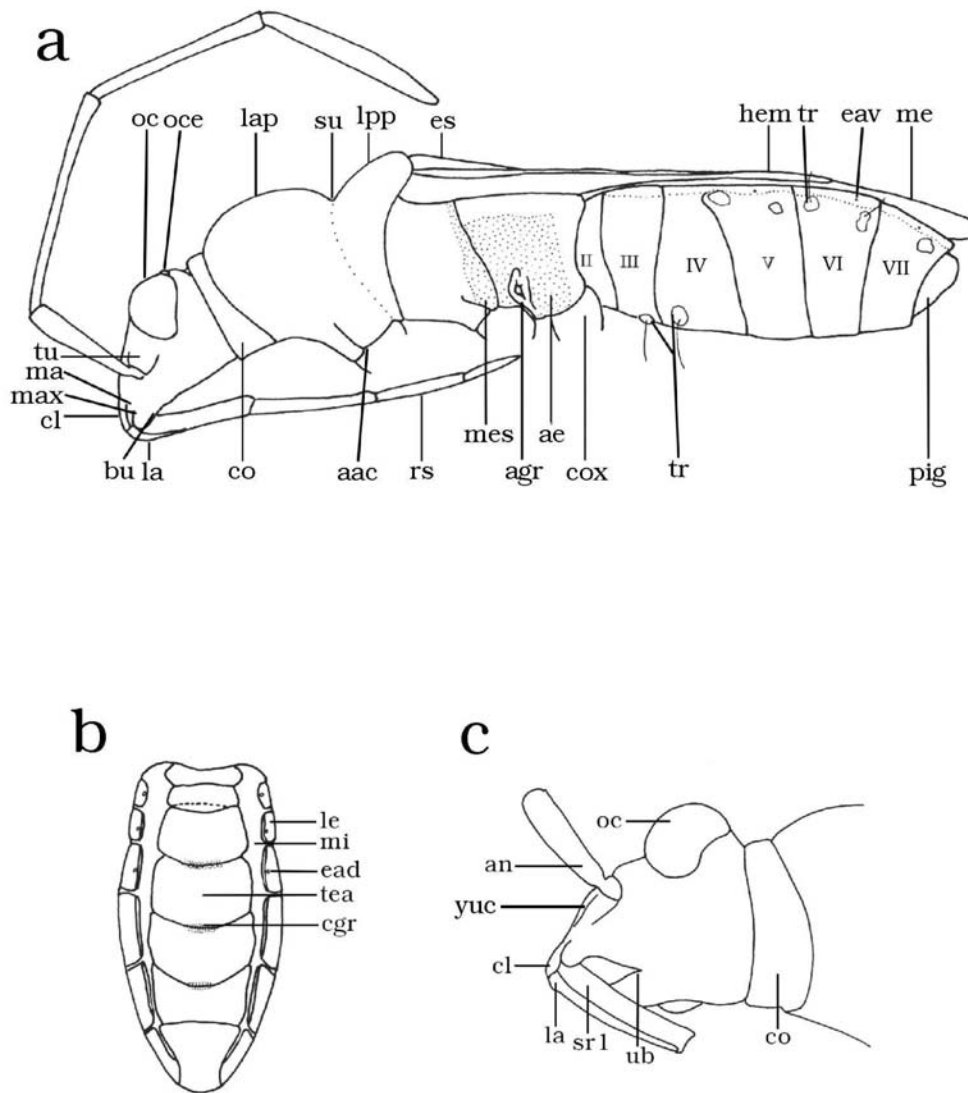 a
oc oce lap su lpp es hem tr eav me
II III IV V VI VII
tu
ma
max
cl
bu la co aac rs mes agr ae cox tr pig
b
le
mi
ead
tea
cgr
c
oc
an
yuc
cl
la sr1 ub co